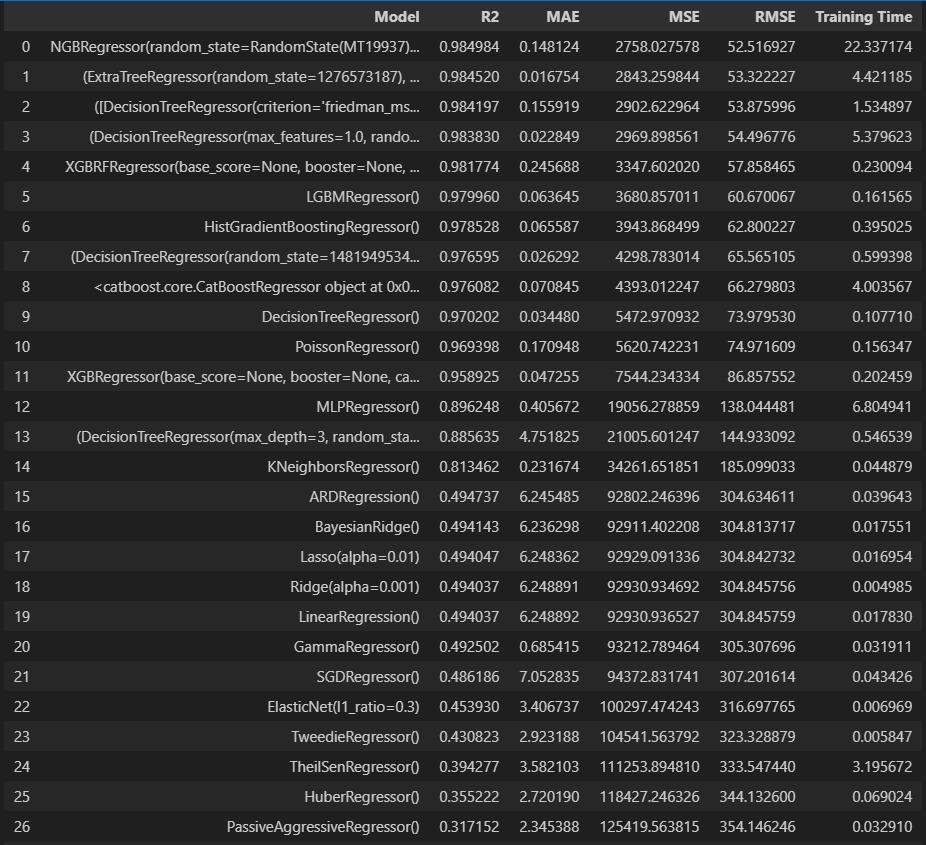 Model R2 MAE MSE RMSE Training Time
0 NGBRegressor(random_state=RandomState(MT19937)... 0.984984 0.148124 2758.027578 52.516927 22.337174
1 (ExtraTreeRegressor(random_state=1276573187), ... 0.984520 0.016754 2843.259844 53.322227 4.421185
2 ([DecisionTreeRegressor(criterion='friedman_ms... 0.984197 0.155919 2902.622964 53.875996 1.534897
3 (DecisionTreeRegressor(max_features=1.0, rando... 0.983830 0.022849 2969.898561 54.496776 5.379623
4 XGBRFRegressor(base_score=None, booster=None, ... 0.981774 0.245688 3347.602020 57.858465 0.230094
5 LGBMRegressor() 0.979960 0.063645 3680.857011 60.670067 0.161565
6 HistGradientBoostingRegressor() 0.978528 0.065587 3943.868499 62.800227 0.395025
7 (DecisionTreeRegressor(random_state=1481949534... 0.976595 0.026292 4298.783014 65.565105 0.599398
8 <catboost.core.CatBoostRegressor object at 0x0... 0.976082 0.070845 4393.012247 66.279803 4.003567
9 DecisionTreeRegressor() 0.970202 0.034480 5472.970932 73.979530 0.107710
10 PoissonRegressor() 0.969398 0.170948 5620.742231 74.971609 0.156347
11 XGBRegressor(base_score=None, booster=None, ca... 0.958925 0.047255 7544.234334 86.857552 0.202459
12 MLPRegressor() 0.896248 0.405672 19056.278859 138.044481 6.804941
13 (DecisionTreeRegressor(max_depth=3, random_sta... 0.885635 4.751825 21005.601247 144.933092 0.546539
14 KNeighborsRegressor() 0.813462 0.231674 34261.651851 185.099033 0.044879
15 ARDRegression() 0.494737 6.245485 92802.246396 304.634611 0.039643
16 BayesianRidge() 0.494143 6.236298 92911.402208 304.813717 0.017551
17 Lasso(alpha=0.01) 0.494047 6.248362 92929.091336 304.842732 0.016954
18 Ridge(alpha=0.001) 0.494037 6.248891 92930.934692 304.845756 0.004985
19 LinearRegression() 0.494037 6.248892 92930.936527 304.845759 0.017830
20 GammaRegressor() 0.492502 0.685415 93212.789464 305.307696 0.031911
21 SGDRegressor() 0.486186 7.052835 94372.831741 307.201614 0.043426
22 ElasticNet(l1_ratio=0.3) 0.453930 3.406737 100297.474243 316.697765 0.006969
23 TweedieRegressor() 0.430823 2.923188 104541.563792 323.328879 0.005847
24 TheilSenRegressor() 0.394277 3.582103 111253.894810 333.547440 3.195672
25 HuberRegressor() 0.355222 2.720190 118427.246326 344.132600 0.069024
26 PassiveAggressiveRegressor() 0.317152 2.345388 125419.563815 354.146246 0.032910